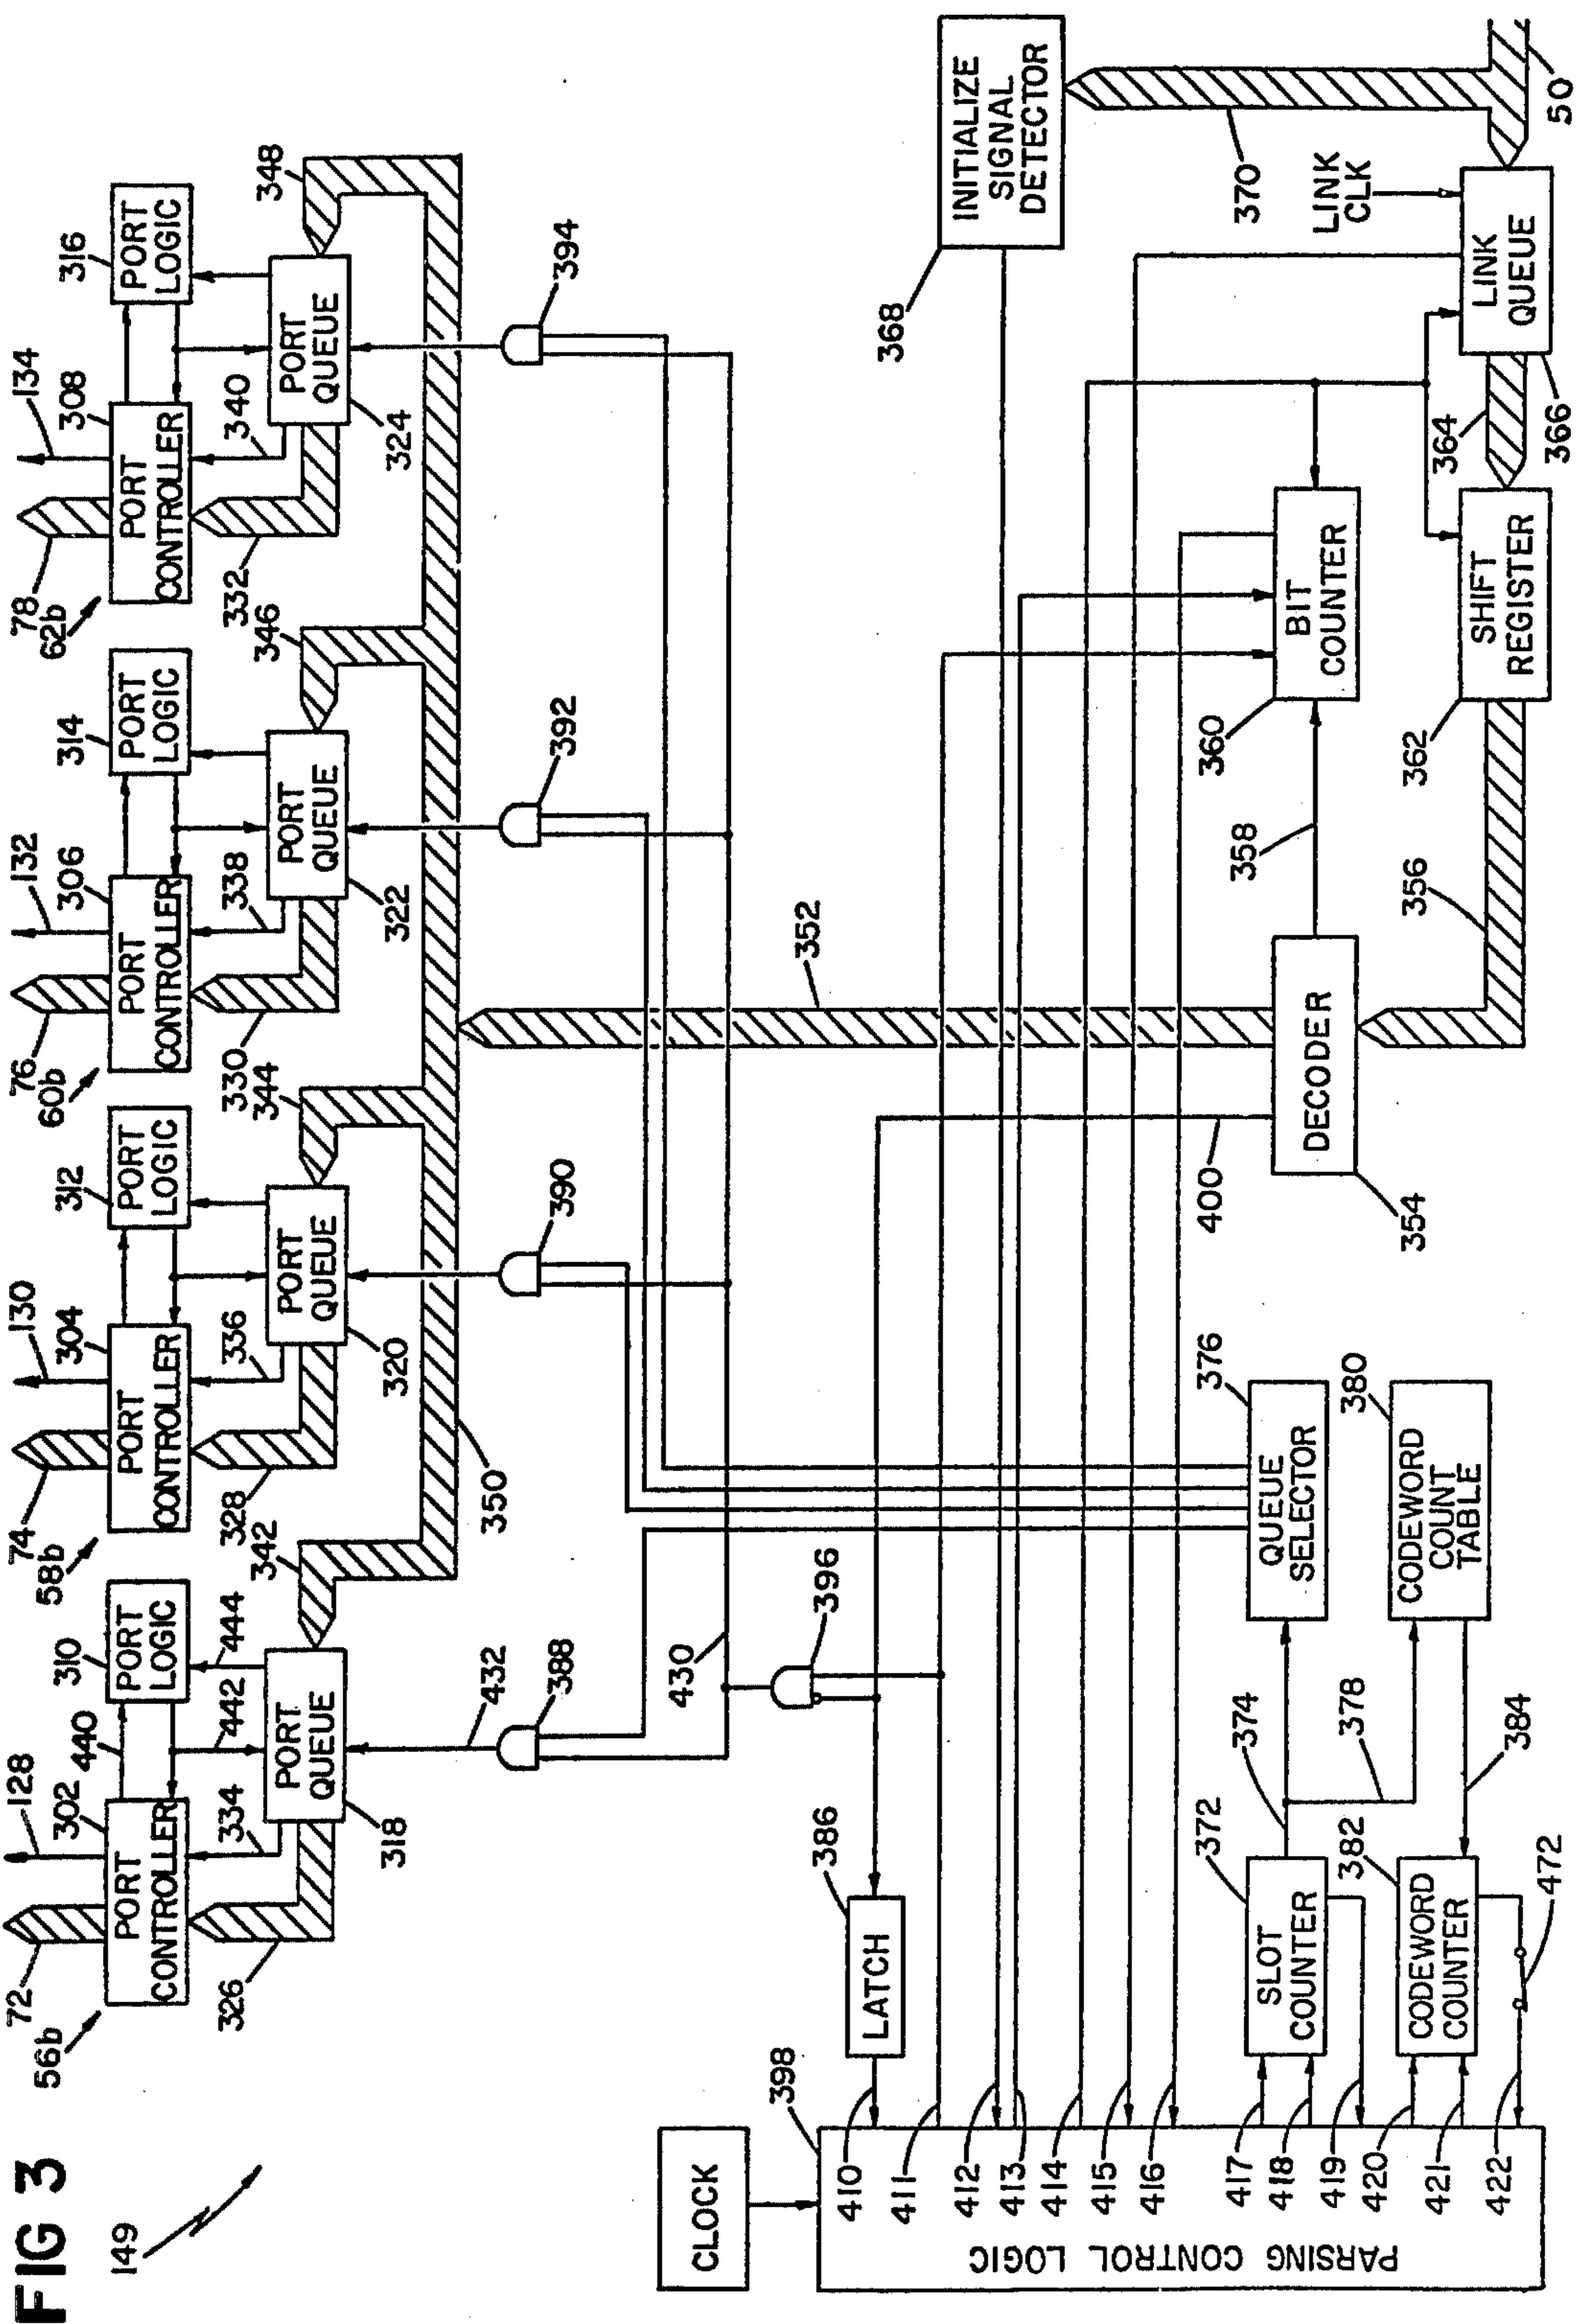 FIG 3
149
72
56b
128
302
PORT
CONTROLLER
440
310
PORT
LOGIC
442
444
334
326
PORT
QUEUE
318
342
432
388
74
58b
130
304
PORT
CONTROLLER
312
PORT
LOGIC
336
328
PORT
QUEUE
320
344
350
390
76
60b
132
306
PORT
CONTROLLER
314
PORT
LOGIC
338
330
PORT
QUEUE
322
346
392
78
62b
134
308
PORT
CONTROLLER
316
PORT
LOGIC
340
332
PORT
QUEUE
324
348
394
430
396
386
LATCH
352
400
368
INITIALIZE
SIGNAL
DETECTOR
370
50
LINK
CLK
LINK
QUEUE
366
364
SHIFT
REGISTER
362
356
BIT
COUNTER
360
358
DECODER
354
376
QUEUE
SELECTOR
380
CODEWORD
COUNT
TABLE
374
378
384
372
SLOT
COUNTER
382
CODEWORD
COUNTER
472
CLOCK
398
PARSING CONTROL LOGIC
410
411
412
413
414
415
416
417
418
419
420
421
422